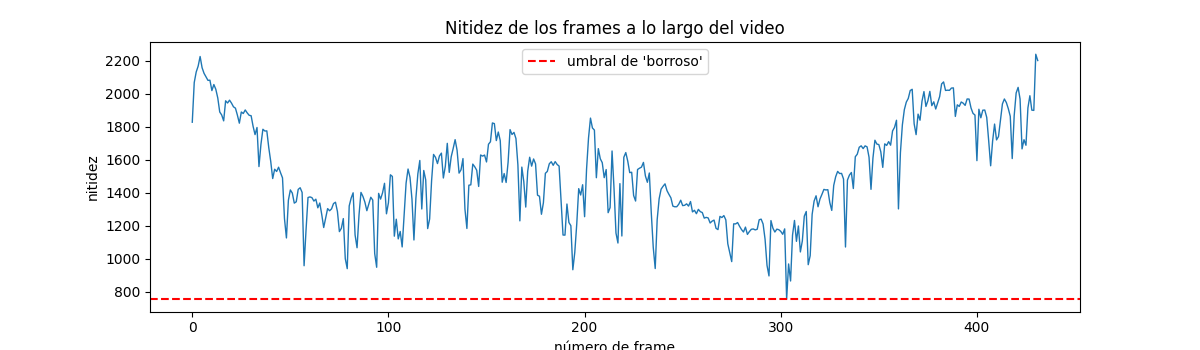 Nitidez de los frames a lo largo del video
umbral de 'borroso'
nitidez
2200
2000
1800
1600
1400
1200
1000
800
0 100 200 300 400
número de frame